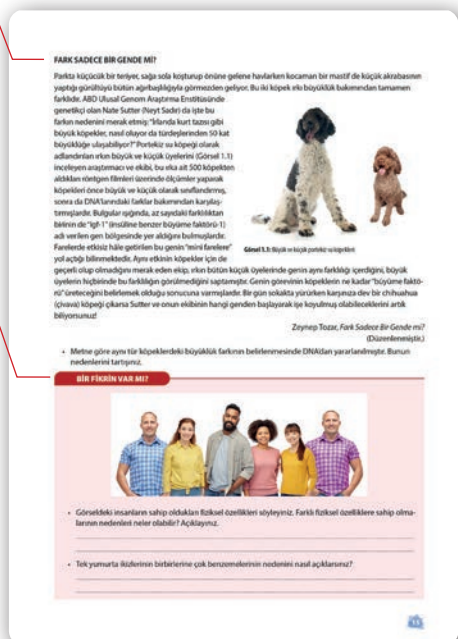 FARK SADECE BİR GENDE Mİ?
Parkta küçücük bir teriyer, sağa sola koşturup önüne gelene havlarken kocaman bir mastif de küçük akrabasının
yaptığı gürültüyü bütün ağırbaşlılığıyla görmezden geliyor. Bu iki köpek ırkı büyüklük bakımından tamamen
farklıdır. ABD Ulusal Genom Araştırma Enstitüsünde
genetikçi olan Nate Sutter (Neyt Sadır) da işte bu
farkın nedenini merak etmiş: "İrlanda kurt tazısı gibi
büyük köpekler, nasıl oluyor da türdeşlerinden 50 kat
büyüklüğe ulaşabiliyor?" Portekiz su köpeği olarak
adlandırılan ırkın büyük ve küçük üyelerini (Görsel 1.1)
inceleyen araştırmacı ve ekibi, bu ırka ait 500 köpekten
aldıkları röntgen filmleri üzerinde ölçümler yaparak
köpekleri önce büyük ve küçük olarak sınıflandırmış,
sonra da DNA'larındaki farklar bakımından karşılaş-
tırmışlardır. Bulgular ışığında, az sayıdaki farklılıktan
birinin de "Igf-1" (insüline benzer büyüme faktörü-1)
adı verilen gen bölgesinde yer aldığını bulmuşlardır.
Farelerde etkisiz hâle getirilen bu genin "mini farelere"
yol açtığı bilinmektedir. Aynı etkinin köpekler için de
Görsel 1.1: Büyük ve küçük portekiz su köpekleri
geçerli olup olmadığını merak eden ekip, ırkın bütün küçük üyelerinde genin aynı farklılığı içerdiğini, büyük
üyelerin hiçbirinde bu farklılığın görülmediğini saptamıştır. Genin görevinin köpeklerin ne kadar "büyüme faktö-
rü" üreteceğini belirlemek olduğu sonucuna varmışlardır. Bir gün sokakta yürürken karşınıza dev bir chihuahua
(çivava) köpeği çıkarsa Sutter ve onun ekibinin hangi genden başlayarak işe koyulmuş olabileceklerini artık
biliyorsunuz!
Zeynep Tozar, Fark Sadece Bir Gende mi?
(Düzenlenmiştir.)
• Metne göre aynı tür köpeklerdeki büyüklük farkının belirlenmesinde DNA'dan yararlanılmıştır. Bunun
nedenlerini tartışınız.
BİR FİKRİN VAR MI?
• Görseldeki insanların sahip oldukları fiziksel özellikleri söyleyiniz. Farklı fiziksel özelliklere sahip olma-
larının nedenleri neler olabilir? Açıklayınız.
• Tek yumurta ikizlerinin birbirlerine çok benzemelerinin nedenini nasıl açıklarsınız?